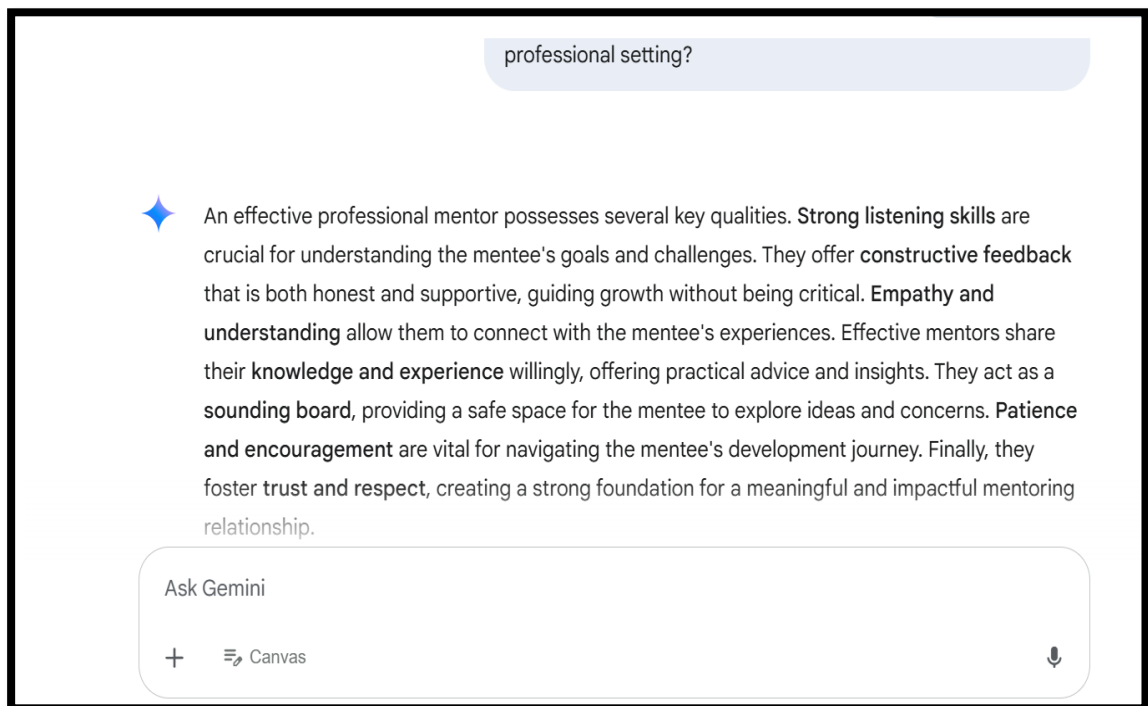 professional setting?
An effective professional mentor possesses several key qualities. Strong listening skills are
crucial for understanding the mentee's goals and challenges. They offer constructive feedback
that is both honest and supportive, guiding growth without being critical. Empathy and
understanding allow them to connect with the mentee's experiences. Effective mentors share
their knowledge and experience willingly, offering practical advice and insights. They act as a
sounding board, providing a safe space for the mentee to explore ideas and concerns. Patience
and encouragement are vital for navigating the mentee's development journey. Finally, they
foster trust and respect, creating a strong foundation for a meaningful and impactful mentoring
relationship.
Ask Gemini
Canvas